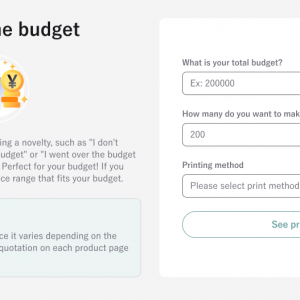 ne budget
¥
ing a novelty, such as "I don't
udget" or "I went over the budget
Perfect for your budget! If you
ce range that fits your budget.
ce it varies depending on the
quotation on each product page
What is your total budget?
Ex: 200000
How many do you want to mak
200
Printing method
Please select print method
See pr